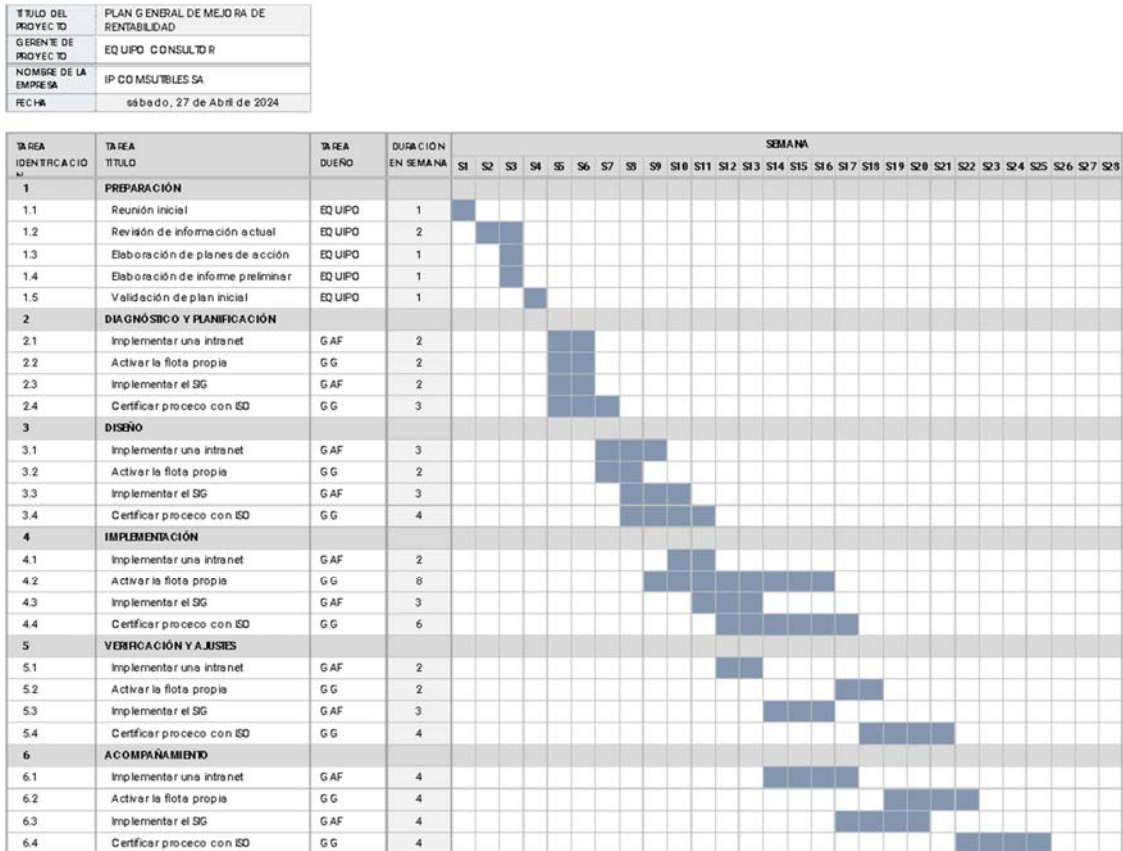 TÍTULO DEL PROYECTO PLAN GENERAL DE MEJORA DE RENTABILIDAD
GERENTE DE PROYECTO EQUIPO CONSULTOR
NOMBRE DE LA EMPRESA IP COMSUTBLES SA
FECHA sábado, 27 de Abril de 2024
TAREA IDENTIFICACIÓN TAREA TÍTULO TAREA DUEÑO DURACIÓN EN SEMANA SEMANA
S1 S2 S3 S4 S5 S6 S7 S8 S9 S10 S11 S12 S13 S14 S15 S16 S17 S18 S19 S20 S21 S22 S23 S24 S25 S26 S27 S28
1 PREPARACIÓN
1.1 Reunión inicial EQUIPO 1
1.2 Revisión de información actual EQUIPO 2
1.3 Elaboración de planes de acción EQUIPO 1
1.4 Elaboración de informe preliminar EQUIPO 1
1.5 Validación de plan inicial EQUIPO 1
2 DIAGNÓSTICO Y PLANIFICACIÓN
2.1 Implementar una intranet GAF 2
2.2 Activar la flota propia GG 2
2.3 Implementar el SIG GAF 2
2.4 Certificar proceco con ISO GG 3
3 DISEÑO
3.1 Implementar una intranet GAF 3
3.2 Activar la flota propia GG 2
3.3 Implementar el SIG GAF 3
3.4 Certificar proceco con ISO GG 4
4 IMPLEMENTACIÓN
4.1 Implementar una intranet GAF 2
4.2 Activar la flota propia GG 8
4.3 Implementar el SIG GAF 3
4.4 Certificar proceco con ISO GG 6
5 VERIFICACIÓN Y AJUSTES
5.1 Implementar una intranet GAF 2
5.2 Activar la flota propia GG 2
5.3 Implementar el SIG GAF 3
5.4 Certificar proceco con ISO GG 4
6 ACOMPAÑAMIENTO
6.1 Implementar una intranet GAF 4
6.2 Activar la flota propia GG 4
6.3 Implementar el SIG GAF 4
6.4 Certificar proceco con ISO GG 4